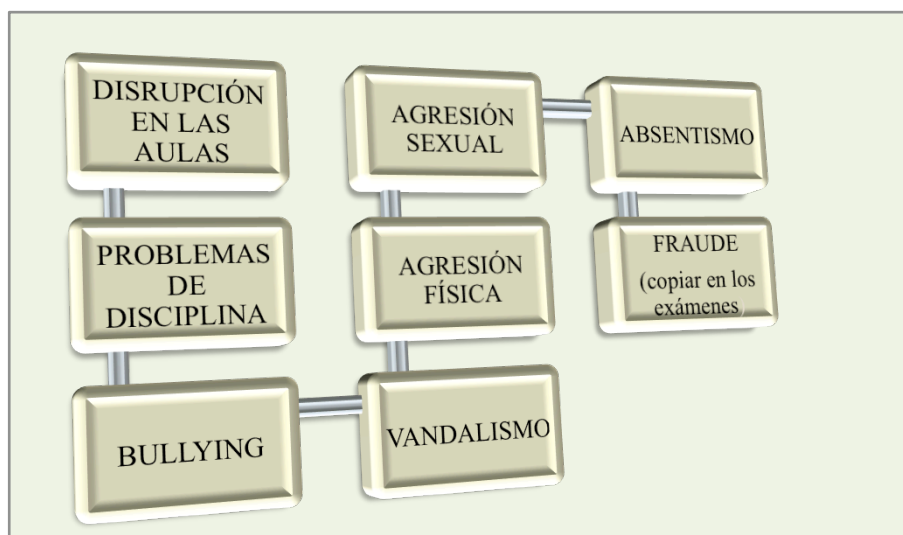 DISRUPCIÓN
EN LAS
AULAS
PROBLEMAS
DE
DISCIPLINA
BULLYING
VANDALISMO
AGRESIÓN
FÍSICA
AGRESIÓN
SEXUAL
ABSENTISMO
FRAUDE
(copiar en los
exámenes)